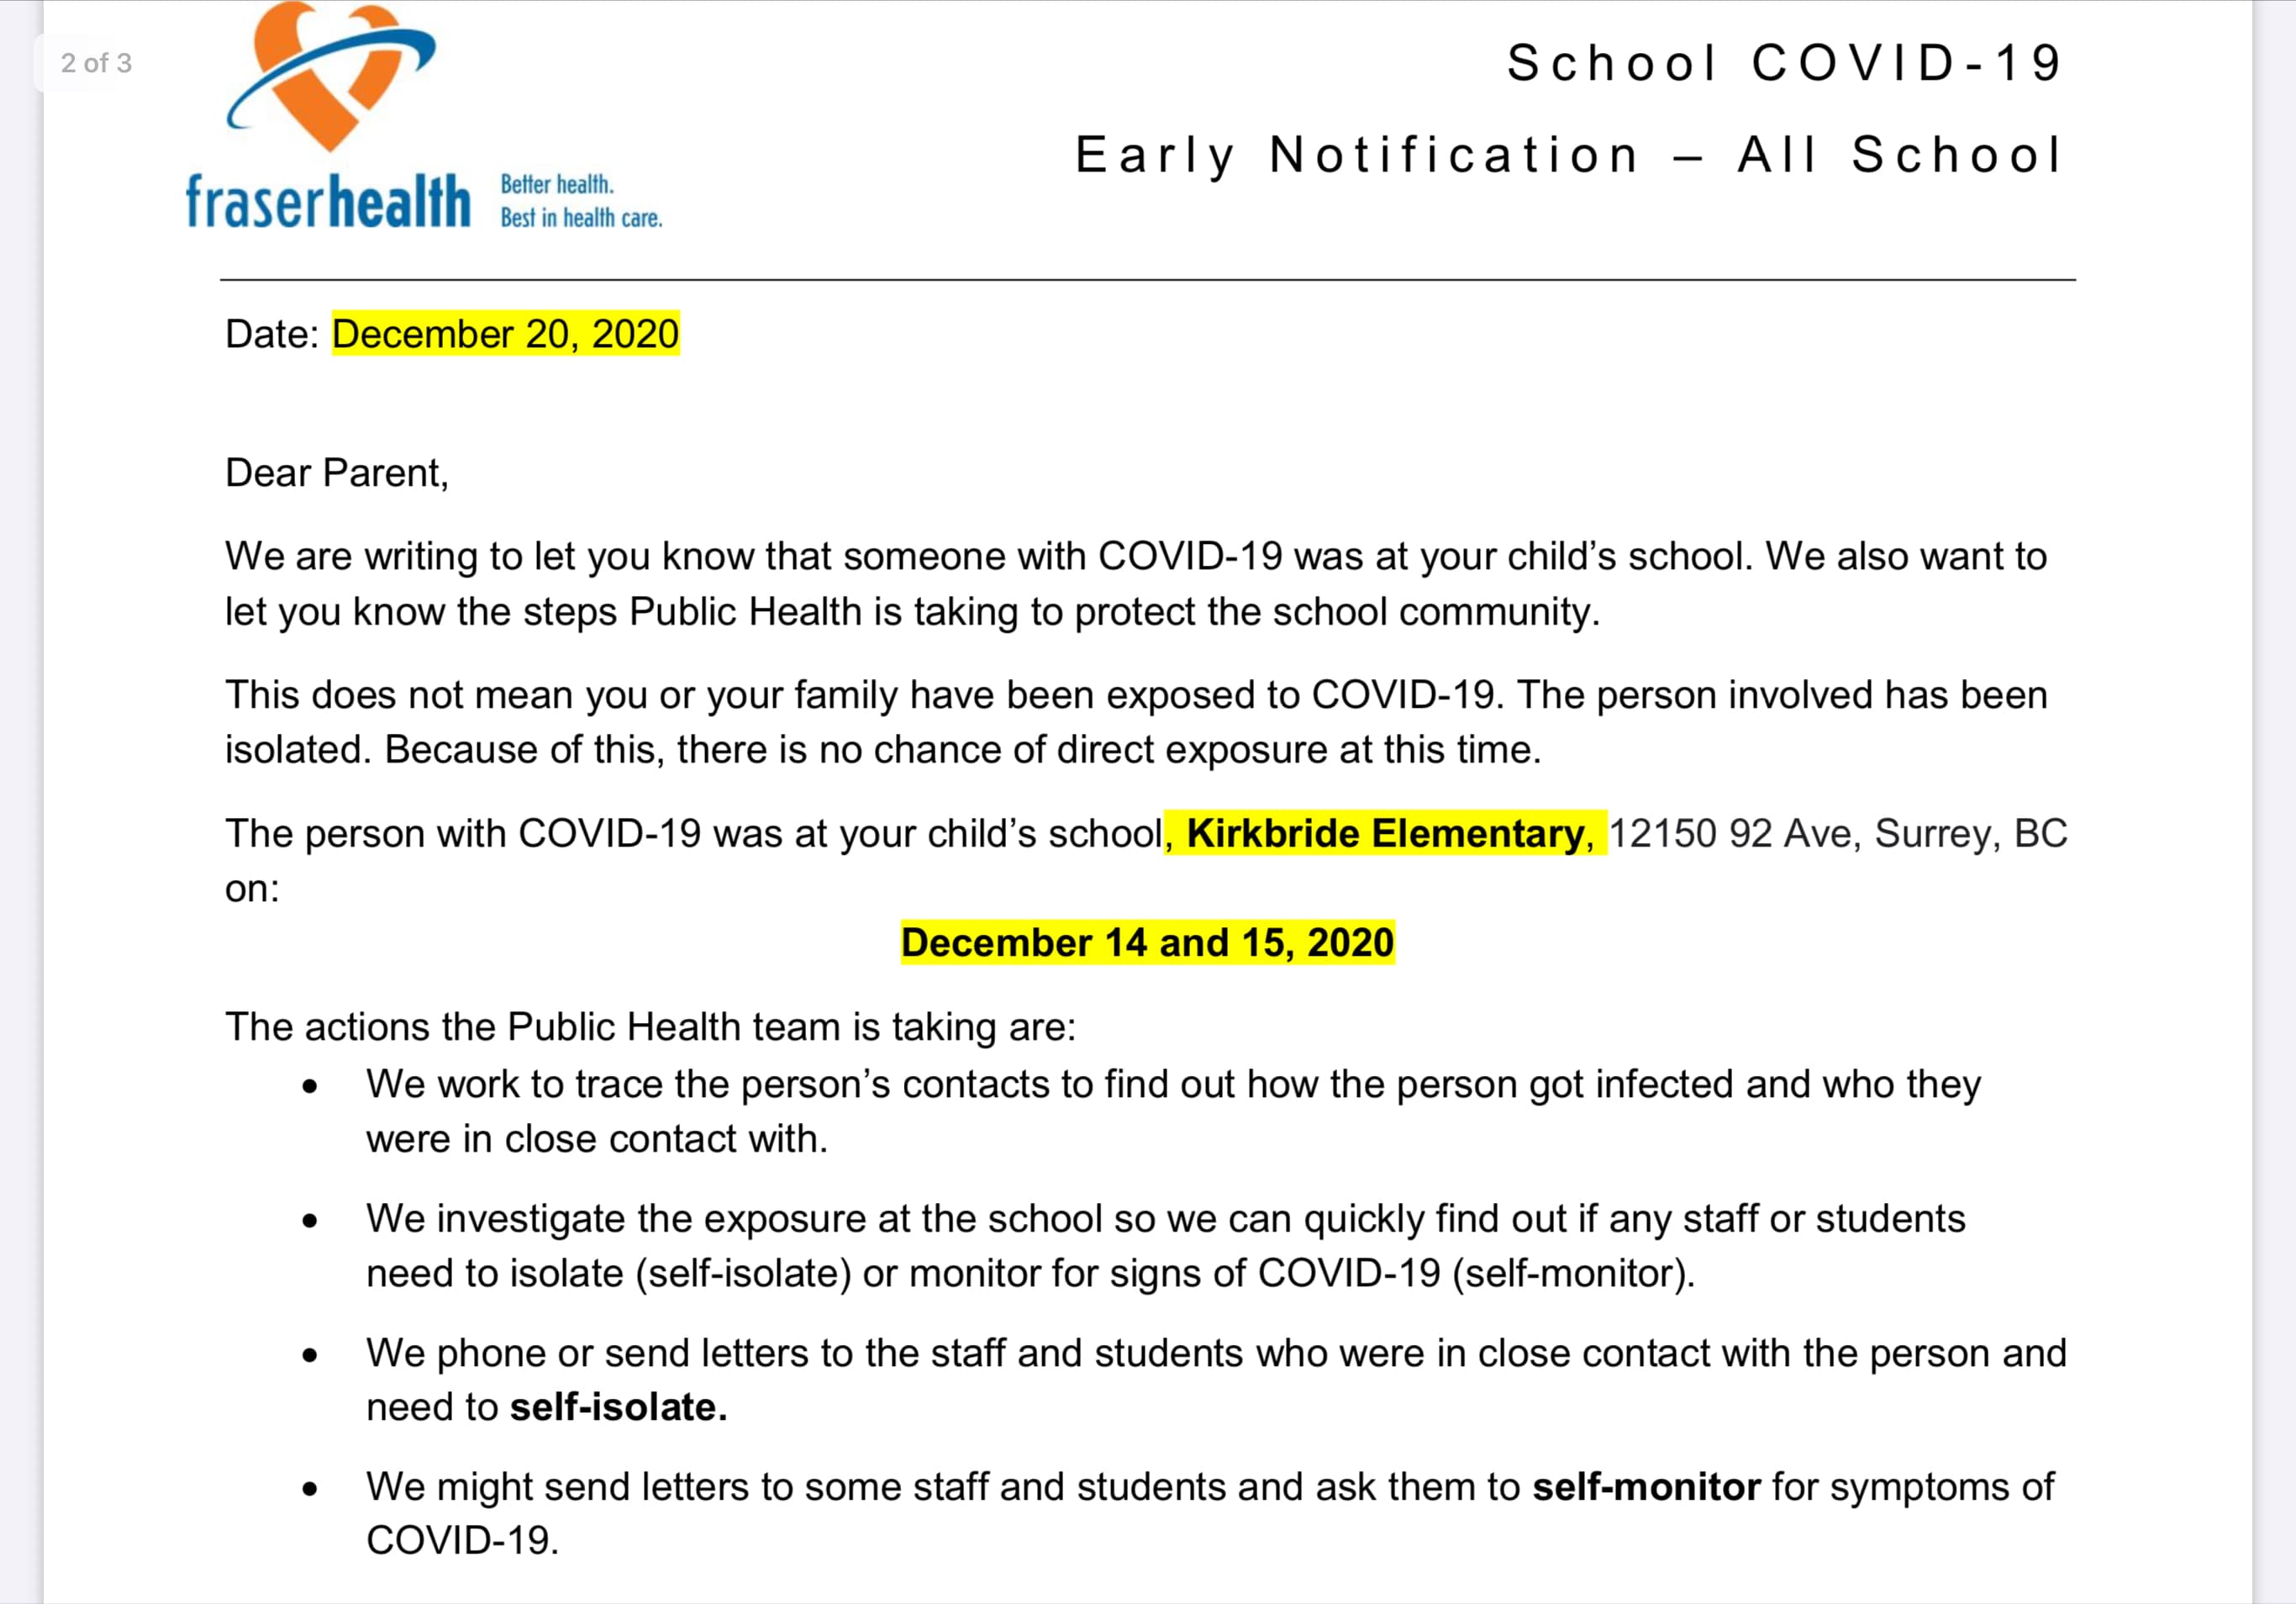 2 of 3
School COVID-19
Early Notification – All School
fraserhealth
Better health.
Best in health care.
Date: December 20, 2020
Dear Parent,
We are writing to let you know that someone with COVID-19 was at your child’s school. We also want to
let you know the steps Public Health is taking to protect the school community.
This does not mean you or your family have been exposed to COVID-19. The person involved has been
isolated. Because of this, there is no chance of direct exposure at this time.
The person with COVID-19 was at your child’s school, Kirkbride Elementary, 12150 92 Ave, Surrey, BC
on:
December 14 and 15, 2020
The actions the Public Health team is taking are:
• We work to trace the person’s contacts to find out how the person got infected and who they
were in close contact with.
• We investigate the exposure at the school so we can quickly find out if any staff or students
need to isolate (self-isolate) or monitor for signs of COVID-19 (self-monitor).
• We phone or send letters to the staff and students who were in close contact with the person and
need to self-isolate.
• We might send letters to some staff and students and ask them to self-monitor for symptoms of
COVID-19.